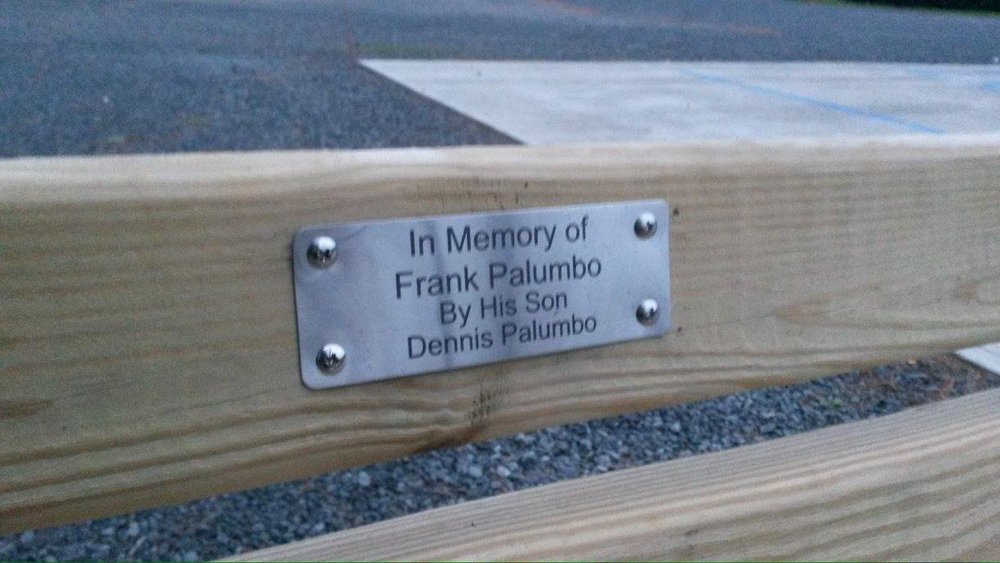 In Memory of
Frank Palumbo
By His Son
Dennis Palumbo